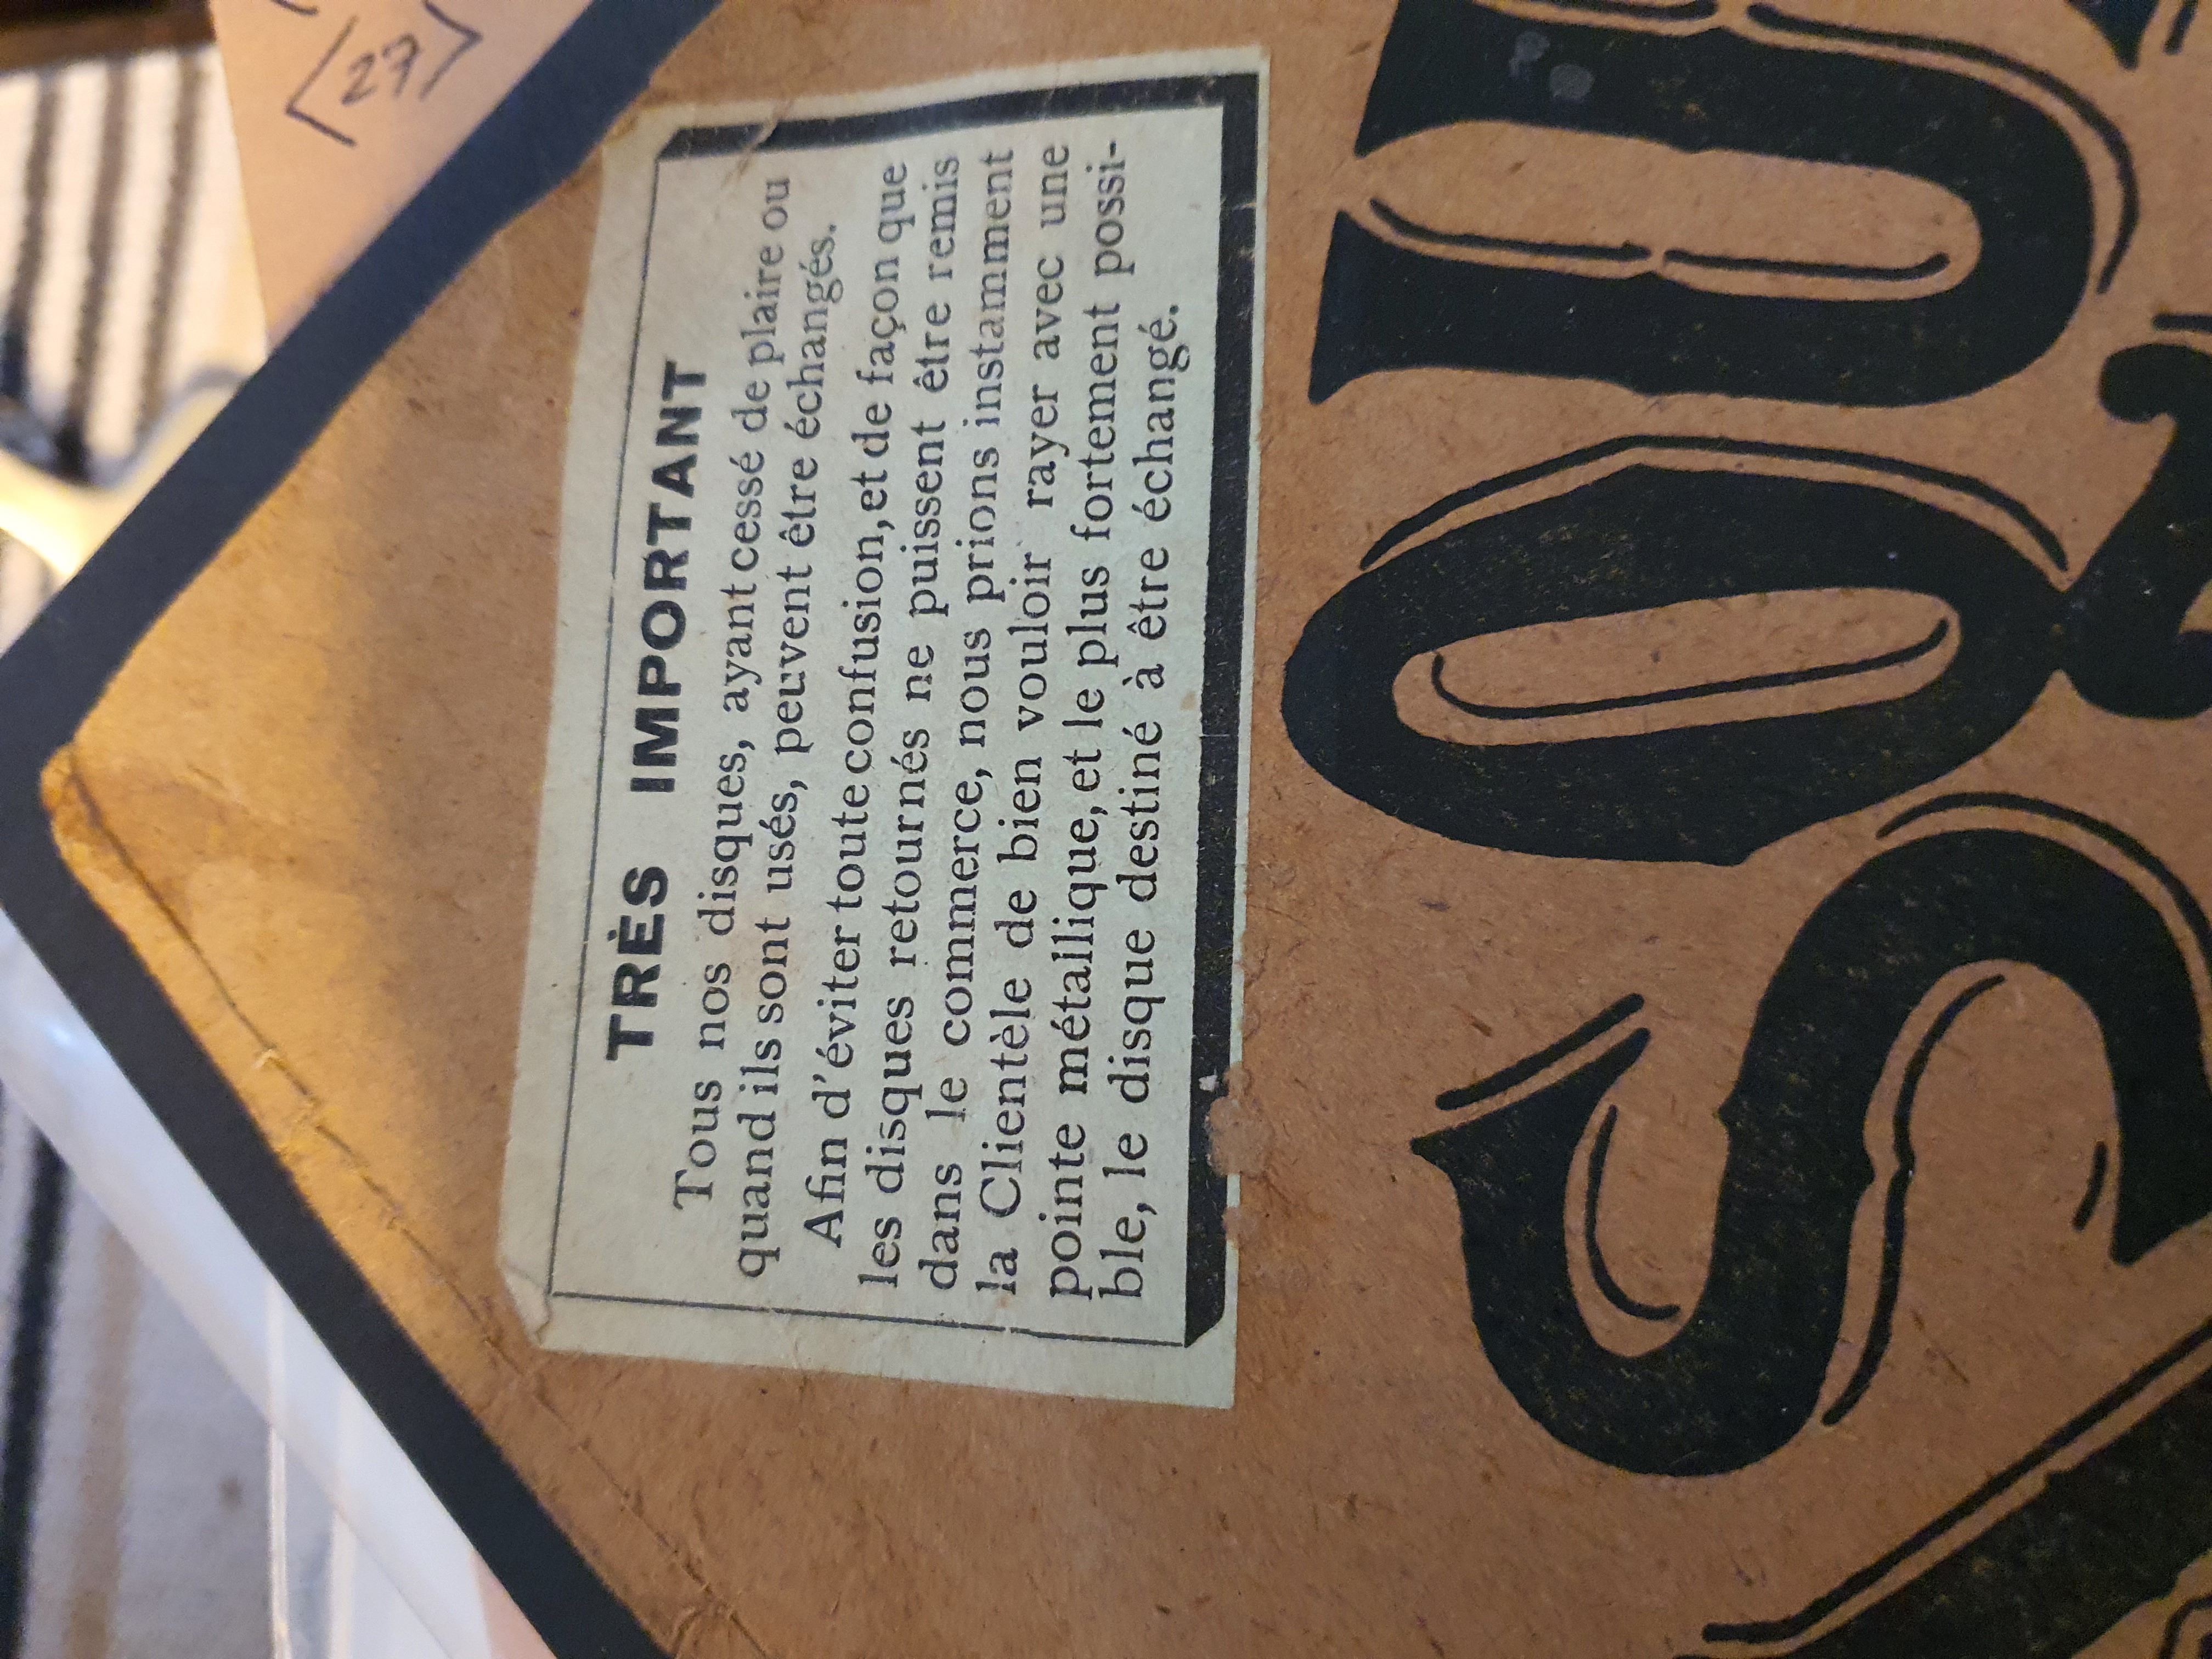 [27]
TRÈS IMPORTANT
Tous nos disques, ayant cessé de plaire ou
quand ils sont usés, peuvent être échangés.
Afin d'éviter toute confusion, et de façon que
les disques retournés ne puissent être remis
dans le commerce, nous prions instamment
la Clientèle de bien vouloir rayer avec une
pointe métallique, et le plus fortement possi-
ble, le disque destiné à être échangé.
SQU